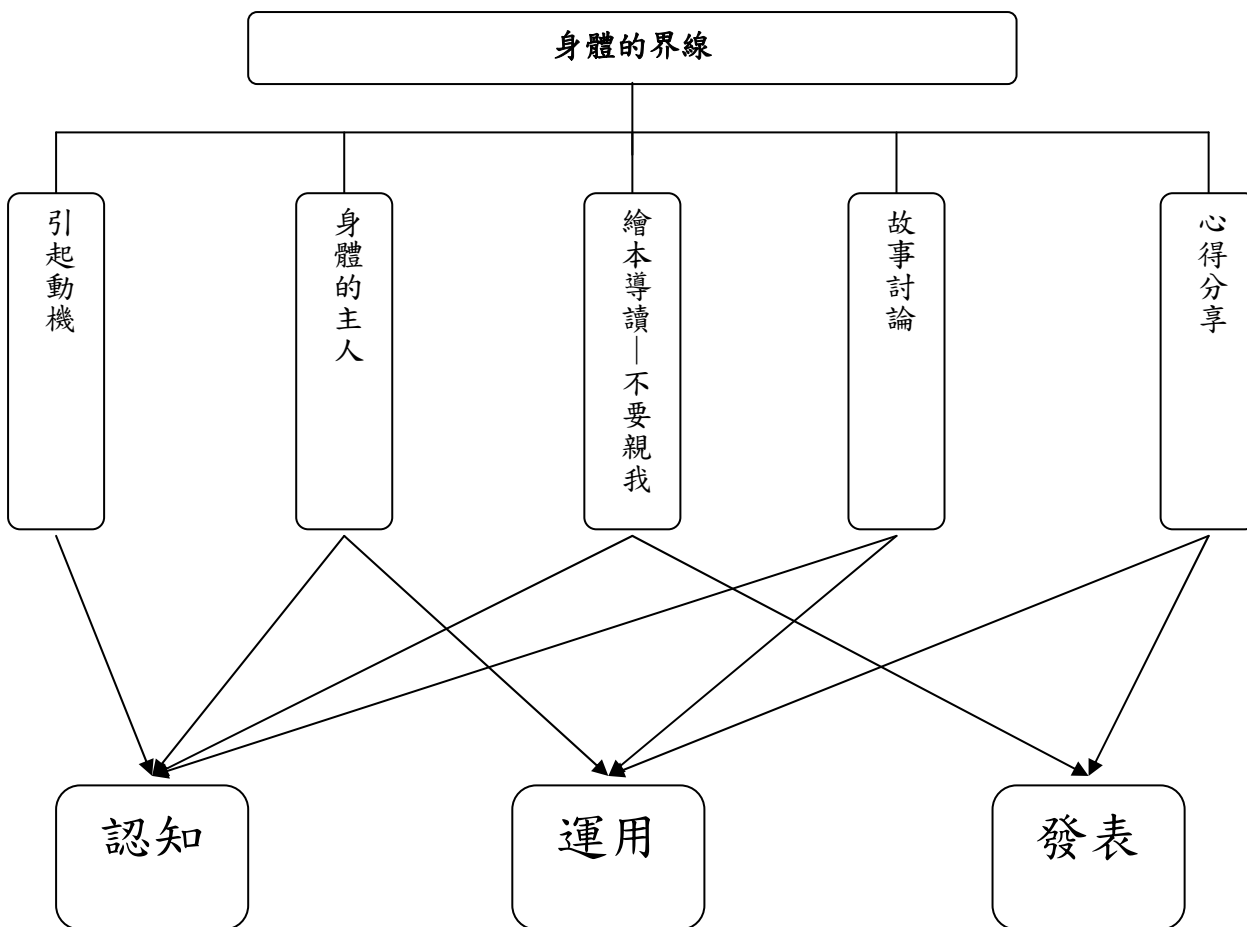 身體的界線
引起動機
身體的主人
繪本導讀—不要親我
故事討論
心得分享
認知
運用
發表